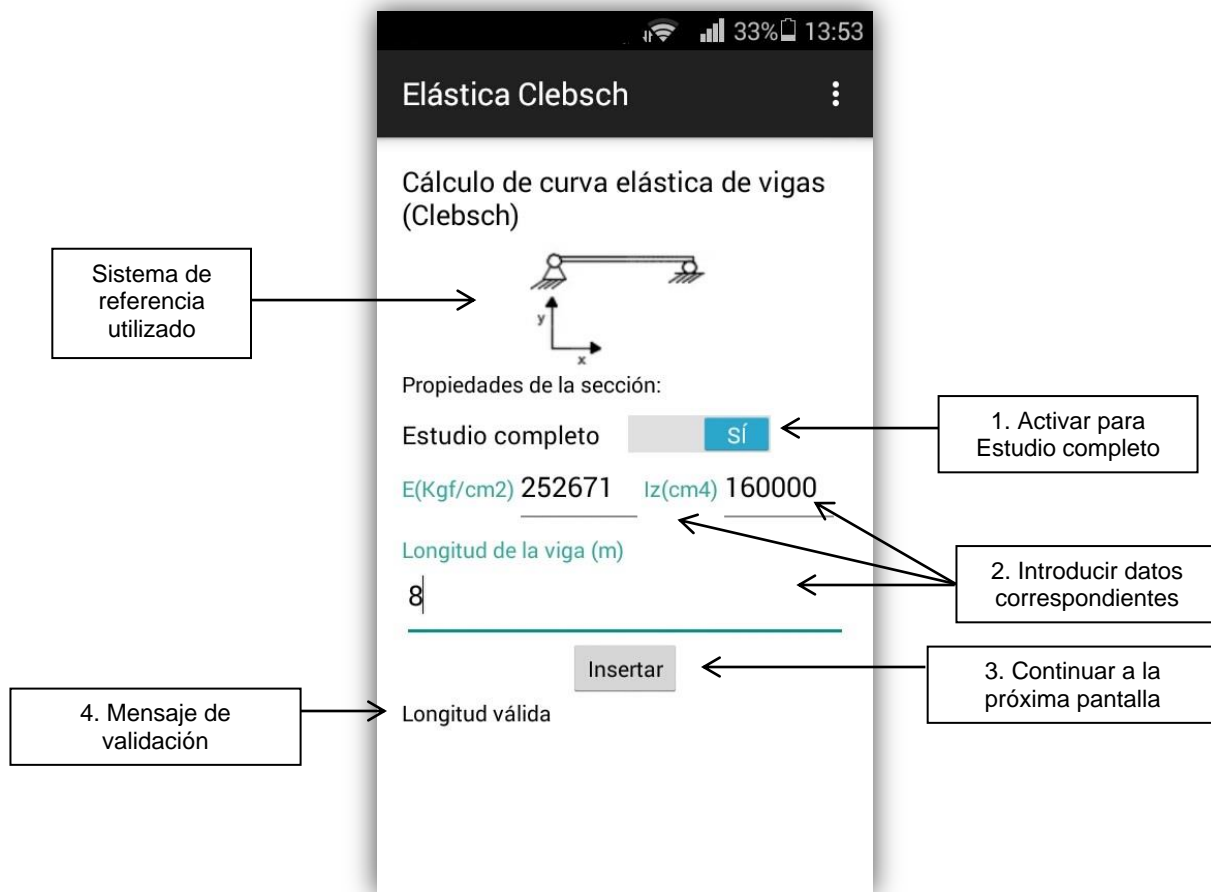 33% 13:53
Elástica Clebsch
Cálculo de curva elástica de vigas
(Clebsch)
Sistema de
referencia
utilizado
y
x
Propiedades de la sección:
Estudio completo SÍ
1. Activar para
Estudio completo
E(Kgf/cm2) 252671 Iz(cm4) 160000
Longitud de la viga (m)
8
2. Introducir datos
correspondientes
Insertar
3. Continuar a la
próxima pantalla
4. Mensaje de
validación
Longitud válida